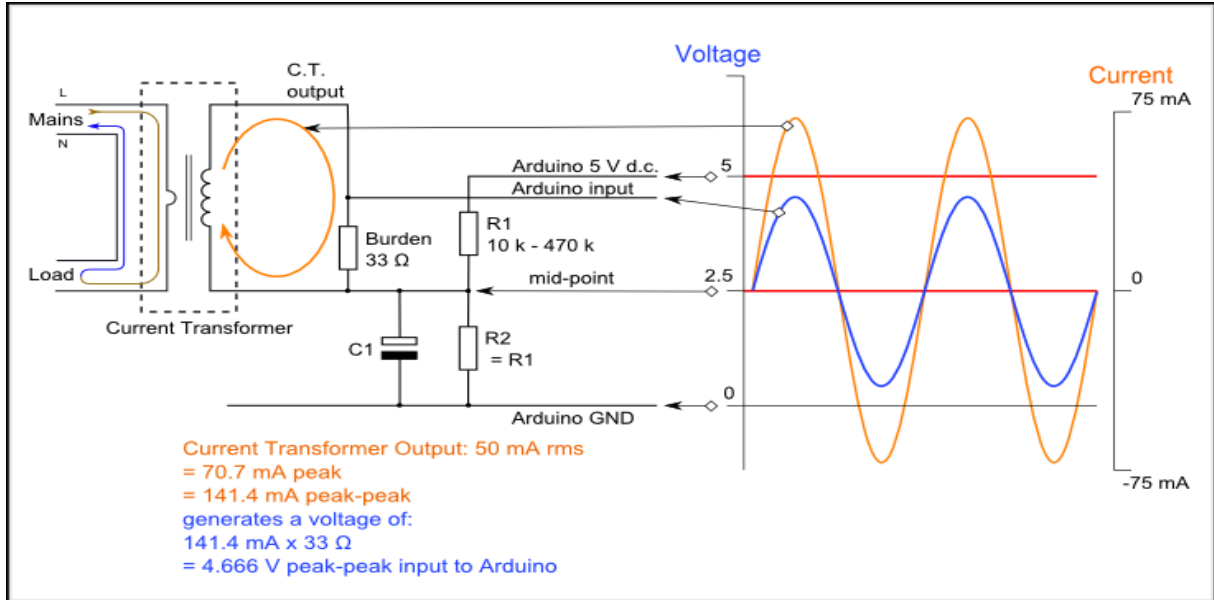 Voltage
Current
C.T.
output
L
Mains
N
Load
Current Transformer
Burden
33 Ω
Arduino 5 V d.c.
Arduino input
R1
10 k - 470 k
mid-point
C1
R2
= R1
Arduino GND
5
2.5
0
75 mA
0
-75 mA
Current Transformer Output: 50 mA rms
= 70.7 mA peak
= 141.4 mA peak-peak
generates a voltage of:
141.4 mA x 33 Ω
= 4.666 V peak-peak input to Arduino